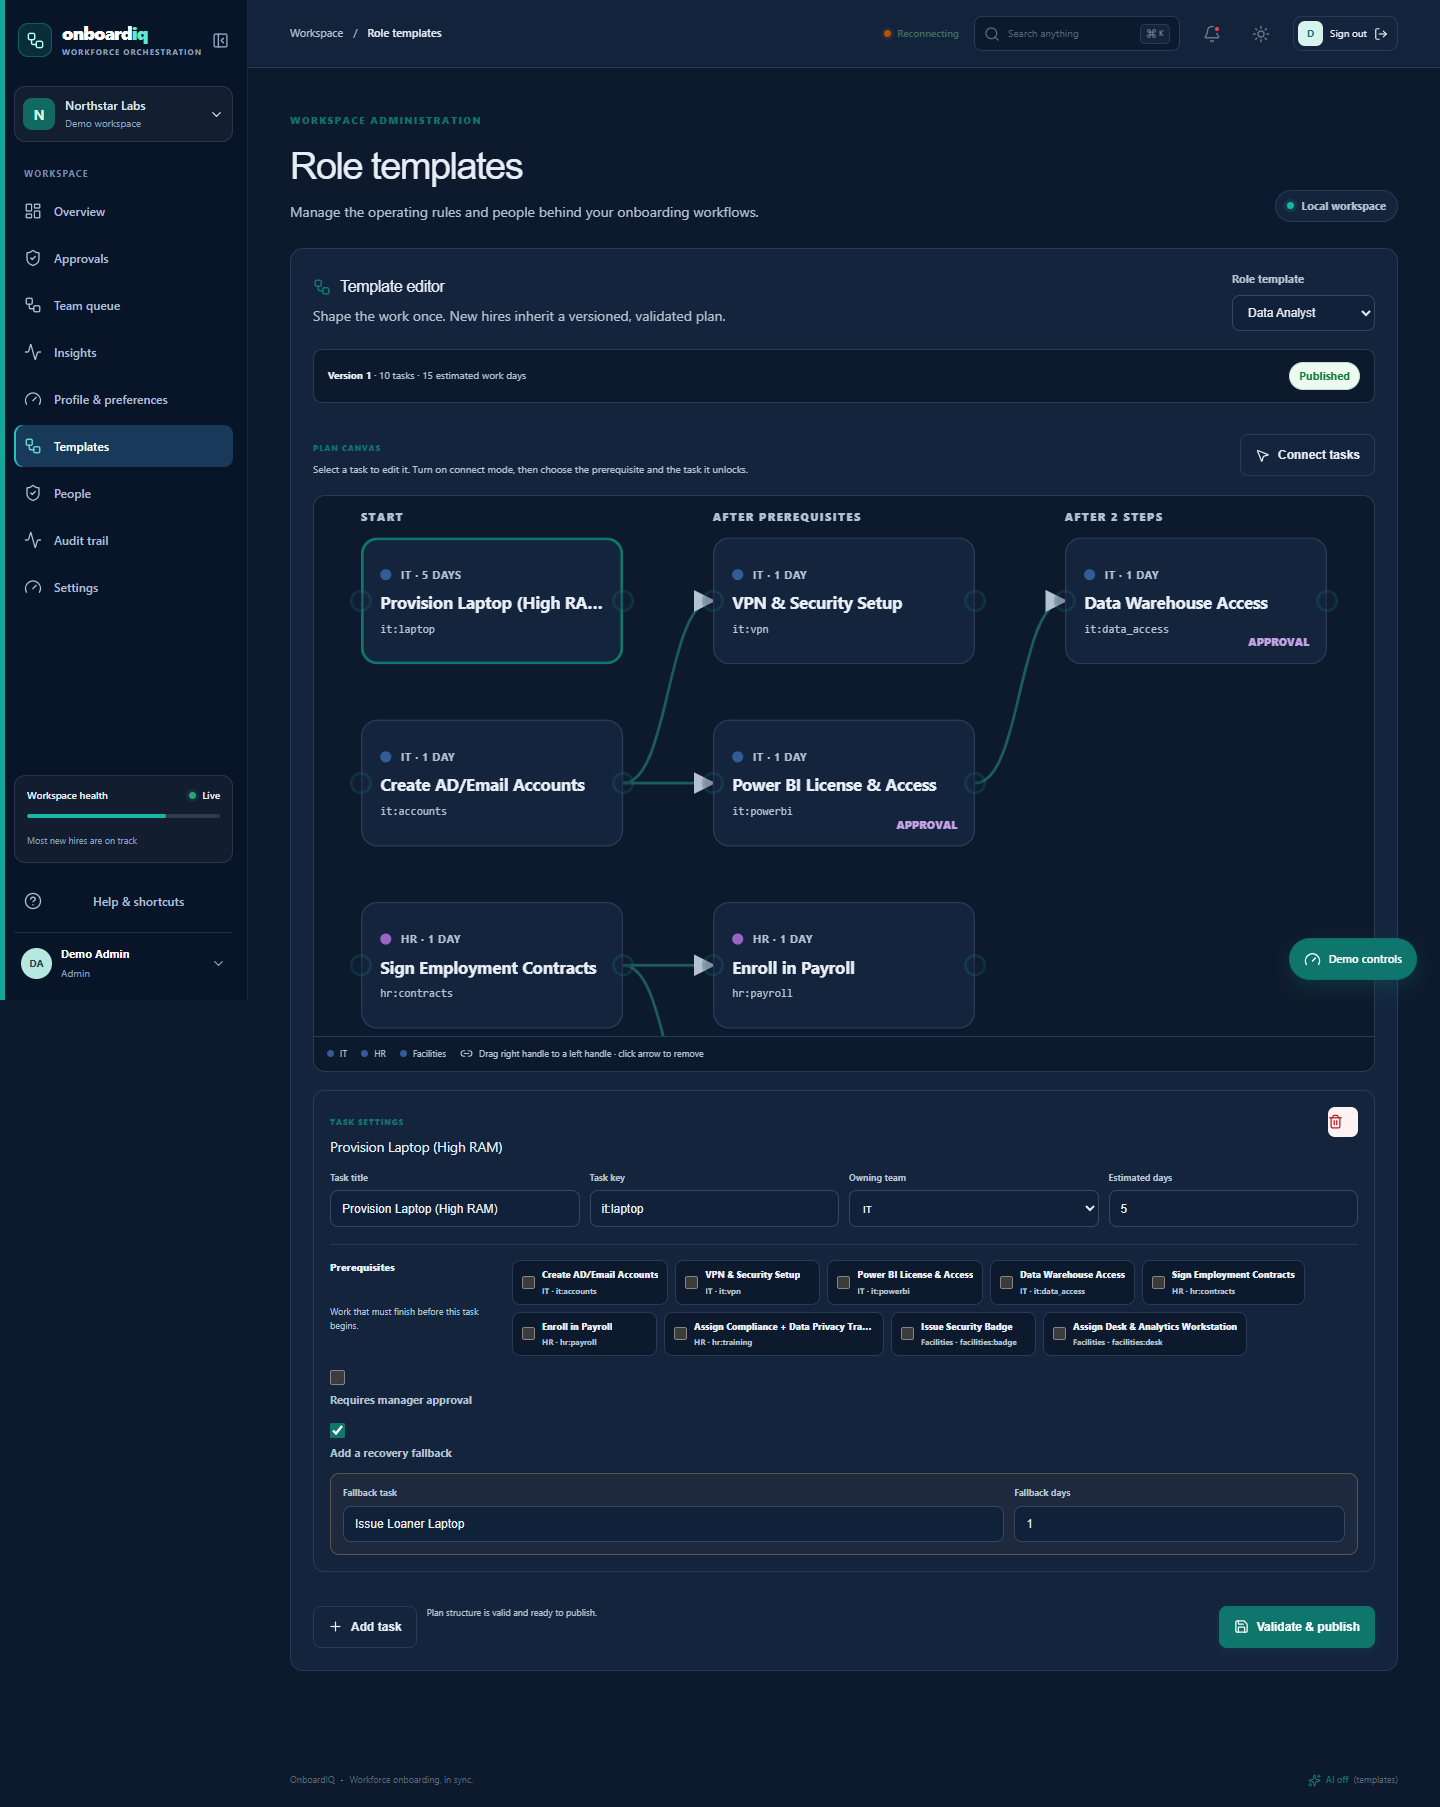 onboardiq
WORKFORCE ORCHESTRATION
N
Northstar Labs
Demo workspace
WORKSPACE
Overview
Approvals
Team queue
Insights
Profile & preferences
Templates
People
Audit trail
Settings
Workspace health
Live
Most new hires are on track
Help & shortcuts
DA
Demo Admin
Admin
Workspace / Role templates
Reconnecting
Search anything
⌘ K
D
Sign out
WORKSPACE ADMINISTRATION
Role templates
Manage the operating rules and people behind your onboarding workflows.
Local workspace
Template editor
Shape the work once. New hires inherit a versioned, validated plan.
Role template
Data Analyst
Version 1 · 10 tasks · 15 estimated work days
Published
PLAN CANVAS
Select a task to edit it. Turn on connect mode, then choose the prerequisite and the task it unlocks.
Connect tasks
START
AFTER PREREQUISITES
AFTER 2 STEPS
IT · 5 DAYS
Provision Laptop (High RA...
it:laptop
IT · 1 DAY
VPN & Security Setup
it:vpn
IT · 1 DAY
Data Warehouse Access
it:data_access
APPROVAL
IT · 1 DAY
Create AD/Email Accounts
it:accounts
IT · 1 DAY
Power BI License & Access
it:powerbi
APPROVAL
HR · 1 DAY
Sign Employment Contracts
hr:contracts
HR · 1 DAY
Enroll in Payroll
hr:payroll
Demo controls
IT
HR
Facilities
Drag right handle to a left handle · click arrow to remove
TASK SETTINGS
Provision Laptop (High RAM)
Task title
Task key
Owning team
Estimated days
Provision Laptop (High RAM)
it:laptop
IT
5
Prerequisites
Work that must finish before this task
begins.
Create AD/Email Accounts
IT · it:accounts
VPN & Security Setup
IT · it:vpn
Power BI License & Access
IT · it:powerbi
Data Warehouse Access
IT · it:data_access
Sign Employment Contracts
HR · hr:contracts
Enroll in Payroll
HR · hr:payroll
Assign Compliance + Data Privacy Tra...
HR · hr:training
Issue Security Badge
Facilities · facilities:badge
Assign Desk & Analytics Workstation
Facilities · facilities:desk
Requires manager approval
Add a recovery fallback
Fallback task
Fallback days
Issue Loaner Laptop
1
Add task
Plan structure is valid and ready to publish.
Validate & publish
OnboardIQ · Workforce onboarding, in sync.
AI off (templates)